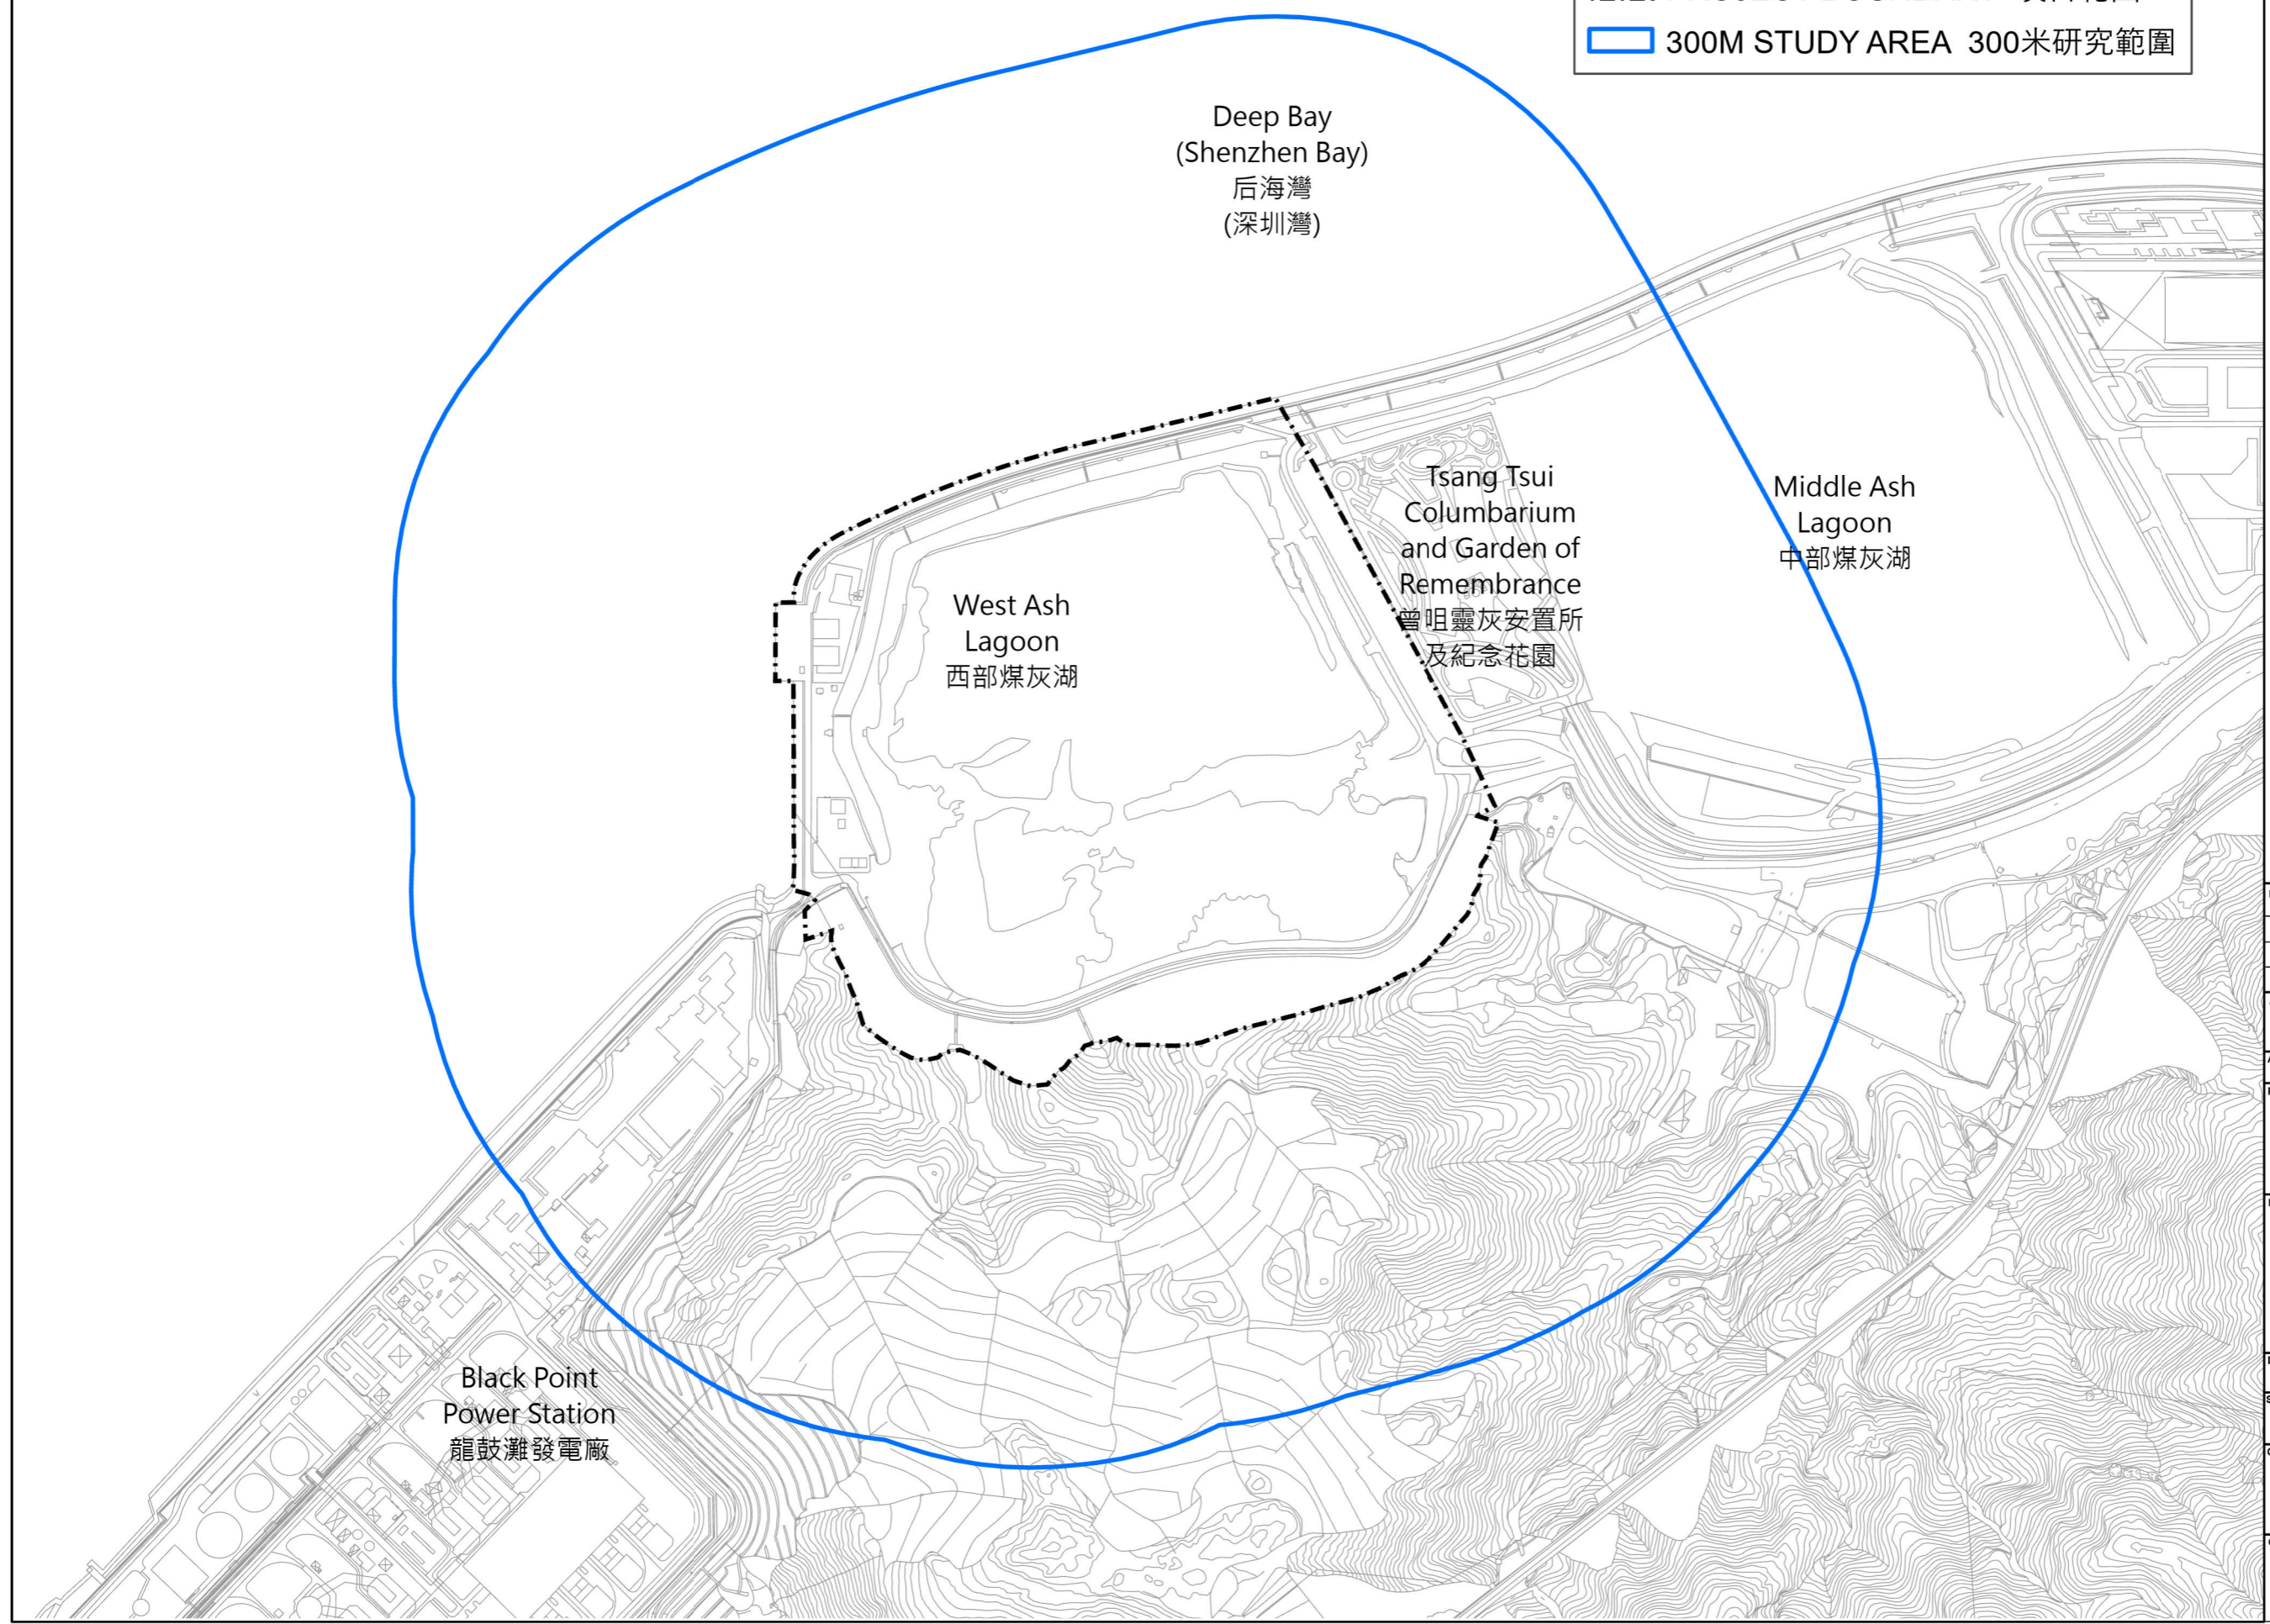 300M STUDY AREA 300米研究範圍
Deep Bay
(Shenzhen Bay)
后海灣
(深圳灣)
Tsang Tsui
Columbarium
and Garden of
Remembrance
曾咀靈灰安置所
及紀念花園
Middle Ash
Lagoon
中部煤灰湖
West Ash
Lagoon
西部煤灰湖
Black Point
Power Station
龍鼓灘發電廠